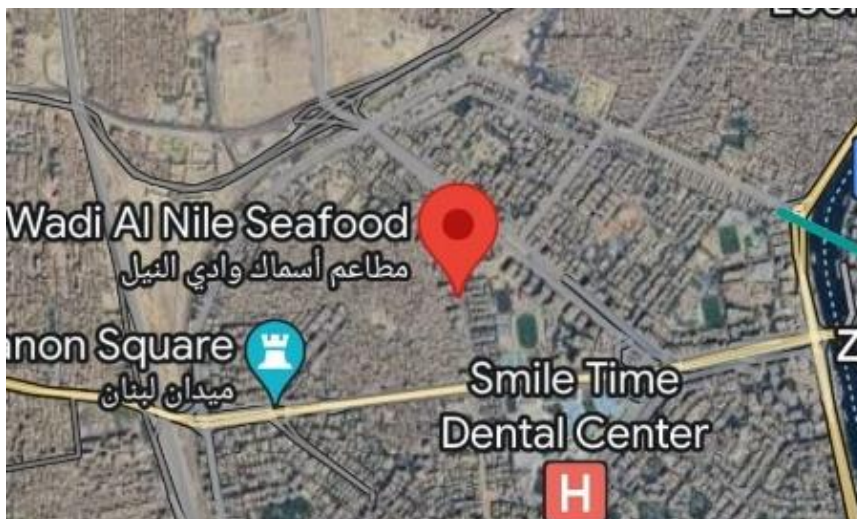 Wadi Al Nile Seafood
مطاعم أسماك وادي النيل
anon Square
ميدان لبنان
Smile Time
Dental Center
H
Z